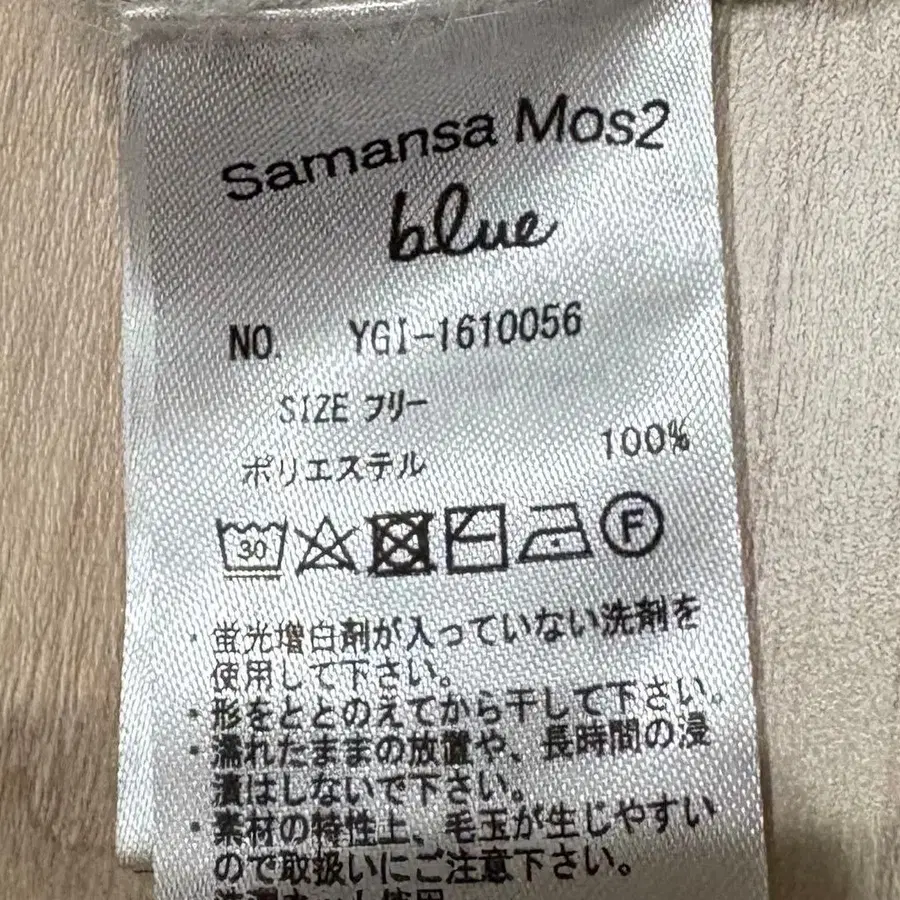 Samansa Mos2
blue
NO. YGI-1610056
SIZE フリー
ポリエステル 100%
30 F
・蛍光増白剤が入っていない洗剤を
使用して下さい。
・形をととのえてから干して下さい。
・濡れたままの放置や、長時間の浸
漬はしないで下さい。
・素材の特性上、毛玉が生じやすい
ので取扱いにご注意下さい。